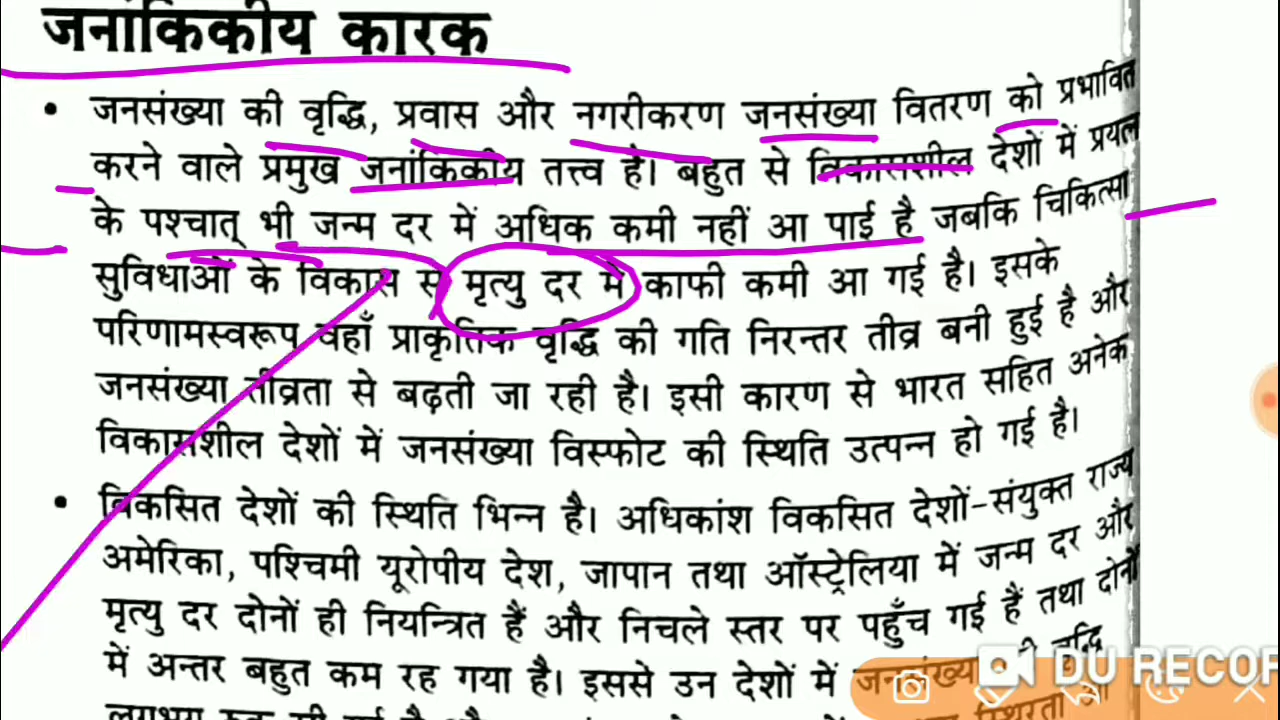 जनांकिकीय कारक
• जनसंख्या की वृद्धि, प्रवास और नगरीकरण जनसंख्या वितरण को प्रभावित
करने वाले प्रमुख जनांकिकीय तत्त्व है। बहुत से विकासशील देशों में प्रयत्न
के पश्चात् भी जन्म दर में अधिक कमी नहीं आ पाई है जबकि चिकित्सा
सुविधाओं के विकास से मृत्यु दर में काफी कमी आ गई है। इसके
परिणामस्वरूप वहाँ प्राकृतिक वृद्धि की गति निरन्तर तीव्र बनी हुई है और
जनसंख्या तीव्रता से बढ़ती जा रही है। इसी कारण से भारत सहित अनेक
विकासशील देशों में जनसंख्या विस्फोट की स्थिति उत्पन्न हो गई है।
• विकसित देशों की स्थिति भिन्न है। अधिकांश विकसित देशों-संयुक्त राज्य
अमेरिका, पश्चिमी यूरोपीय देश, जापान तथा ऑस्ट्रेलिया में जन्म दर और
मृत्यु दर दोनों ही नियन्त्रित हैं और निचले स्तर पर पहुँच गई हैं तथा दोनों
में अन्तर बहुत कम रह गया है। इससे उन देशों में जनसंख्या वृद्धि
DU RECOR